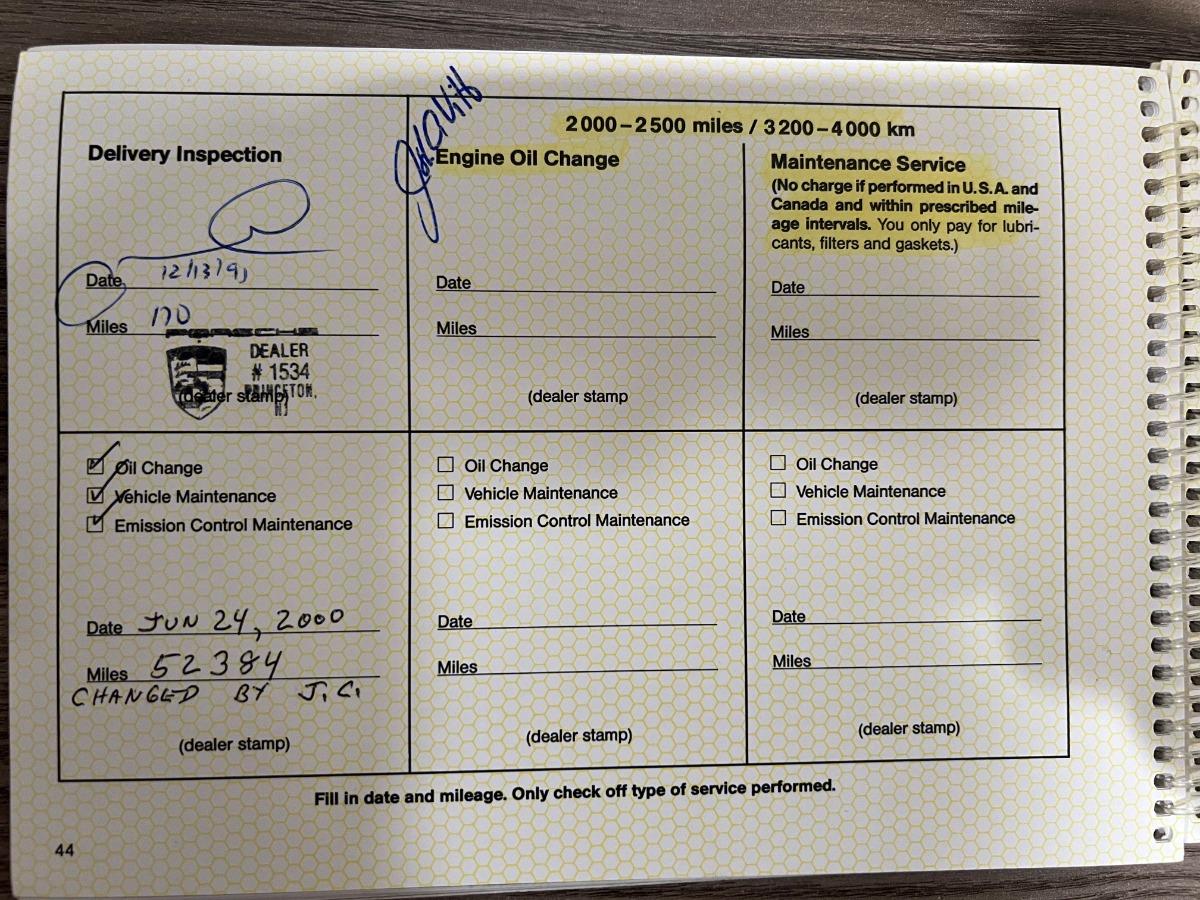 2000–2500 miles / 3200–4000 km
Delivery Inspection
Date 12/13/91
Miles 170
PORSCHE
DEALER
# 1534
PRINCETON,
NJ
(dealer stamp)
Engine Oil Change
Date
Miles
(dealer stamp
Maintenance Service
(No charge if performed in U.S.A. and
Canada and within prescribed mile-
age intervals. You only pay for lubri-
cants, filters and gaskets.)
Date
Miles
(dealer stamp)
Oil Change
Vehicle Maintenance
Emission Control Maintenance
Date JUN 24, 2000
Miles 52384
CHANGED BY J.C.
(dealer stamp)
Oil Change
Vehicle Maintenance
Emission Control Maintenance
Date
Miles
(dealer stamp)
Oil Change
Vehicle Maintenance
Emission Control Maintenance
Date
Miles
(dealer stamp)
Fill in date and mileage. Only check off type of service performed.
44